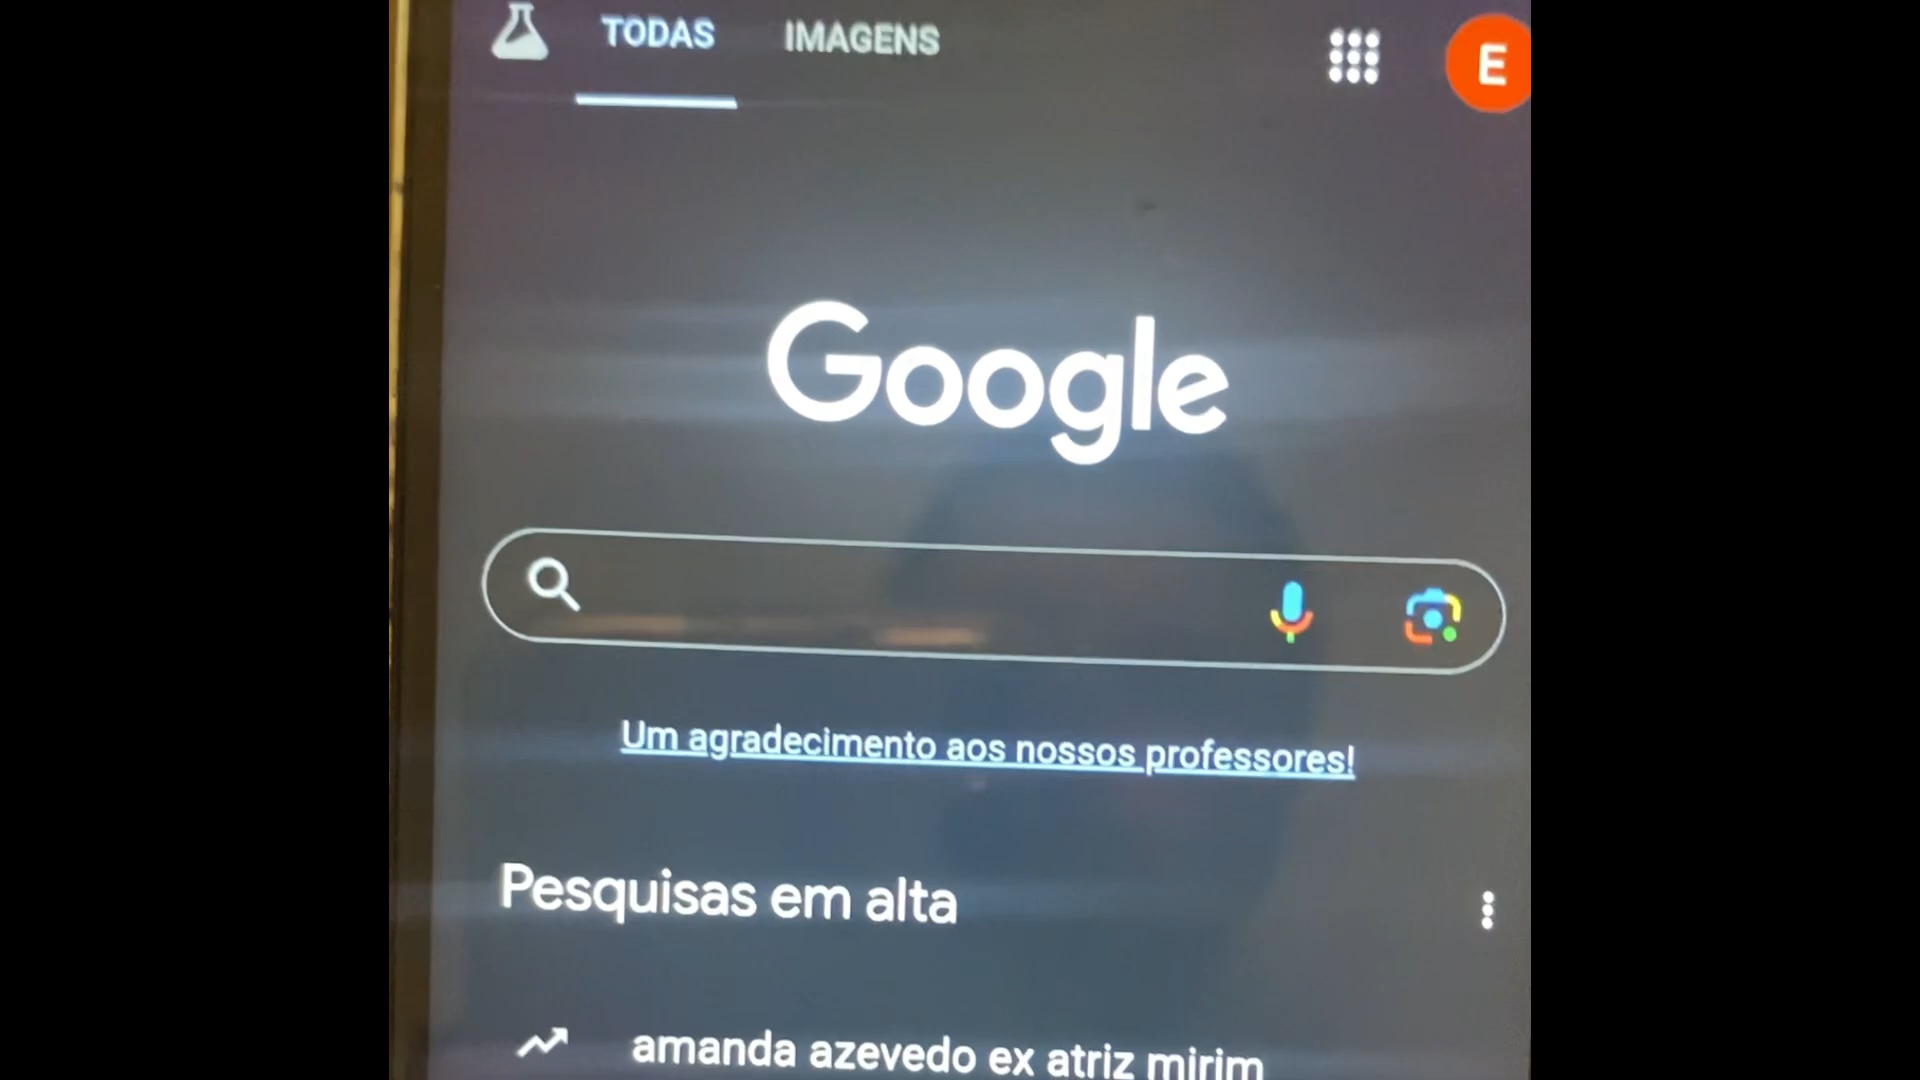 TODAS IMAGENS E
Google
Um agradecimento aos nossos professores!
Pesquisas em alta
amanda azevedo ex atriz mirim